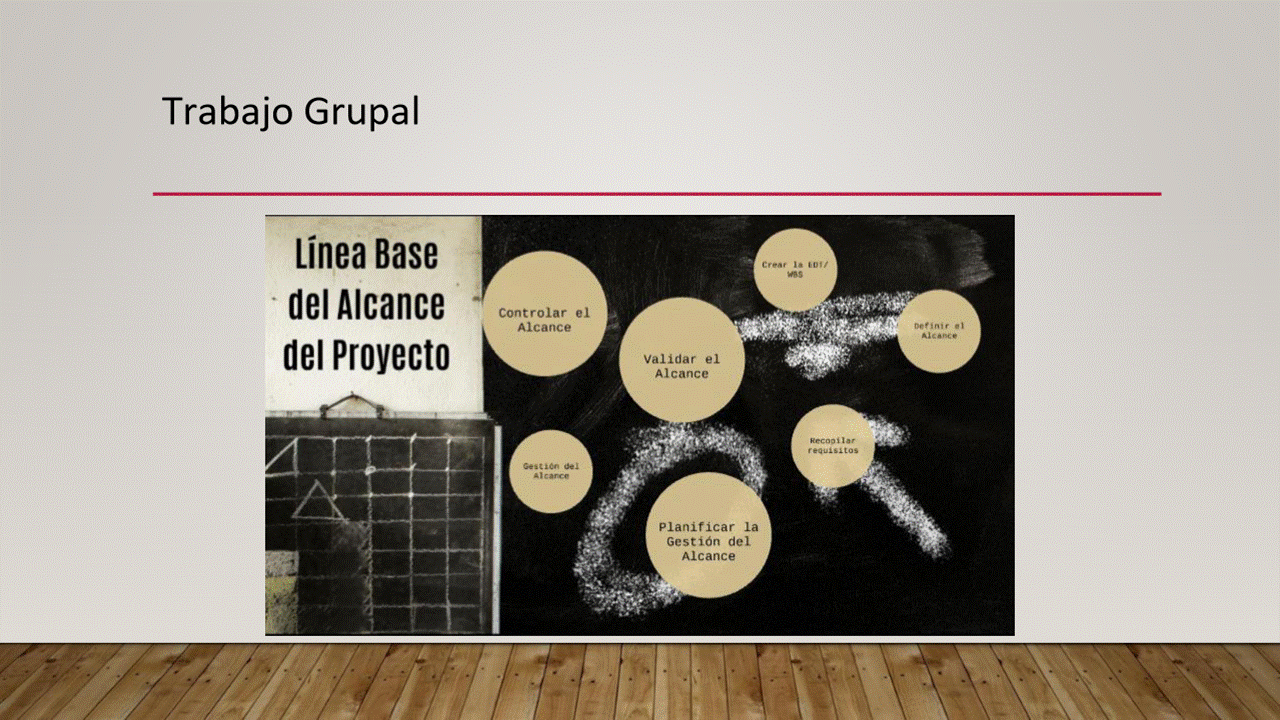 Trabajo Grupal
Línea Base
del Alcance
del Proyecto
Controlar el
Alcance
Validar el
Alcance
Crear la EDT/
WBS
Definir el
Alcance
Recopilar
requisitos
Gestión del
Alcance
Planificar la
Gestión del
Alcance